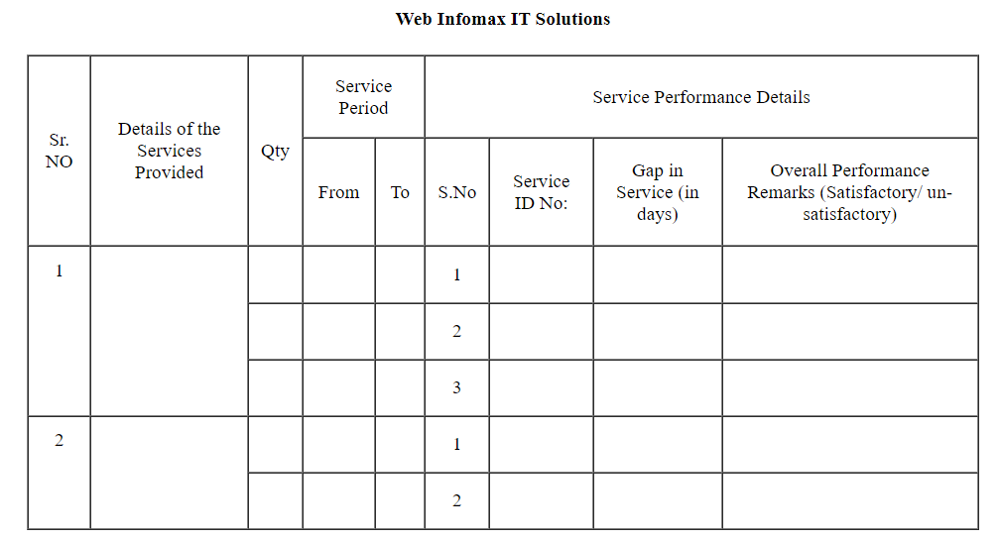 Web Infomax IT Solutions
Sr.
NO
Details of the
Services
Provided
Qty
Service
Period
Service Performance Details
From
To
S.No
Service
ID No:
Gap in
Service (in
days)
Overall Performance
Remarks (Satisfactory/ un-
satisfactory)
1
1
2
3
2
1
2